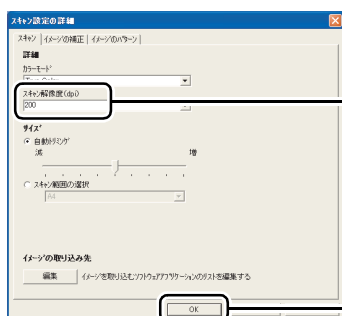 スキャン設定の詳細
スキャン | イメージの補正 | イメージのパターン |
詳細
カラーモード
True Color
スキャン解像度(dpi)
200
サイズ
自動トリミング
減 増
スキャン範囲の選択
A4
イメージの取り込み先
編集 イメージを取り込むソフトウェアアプリケーションのリストを編集する
OK